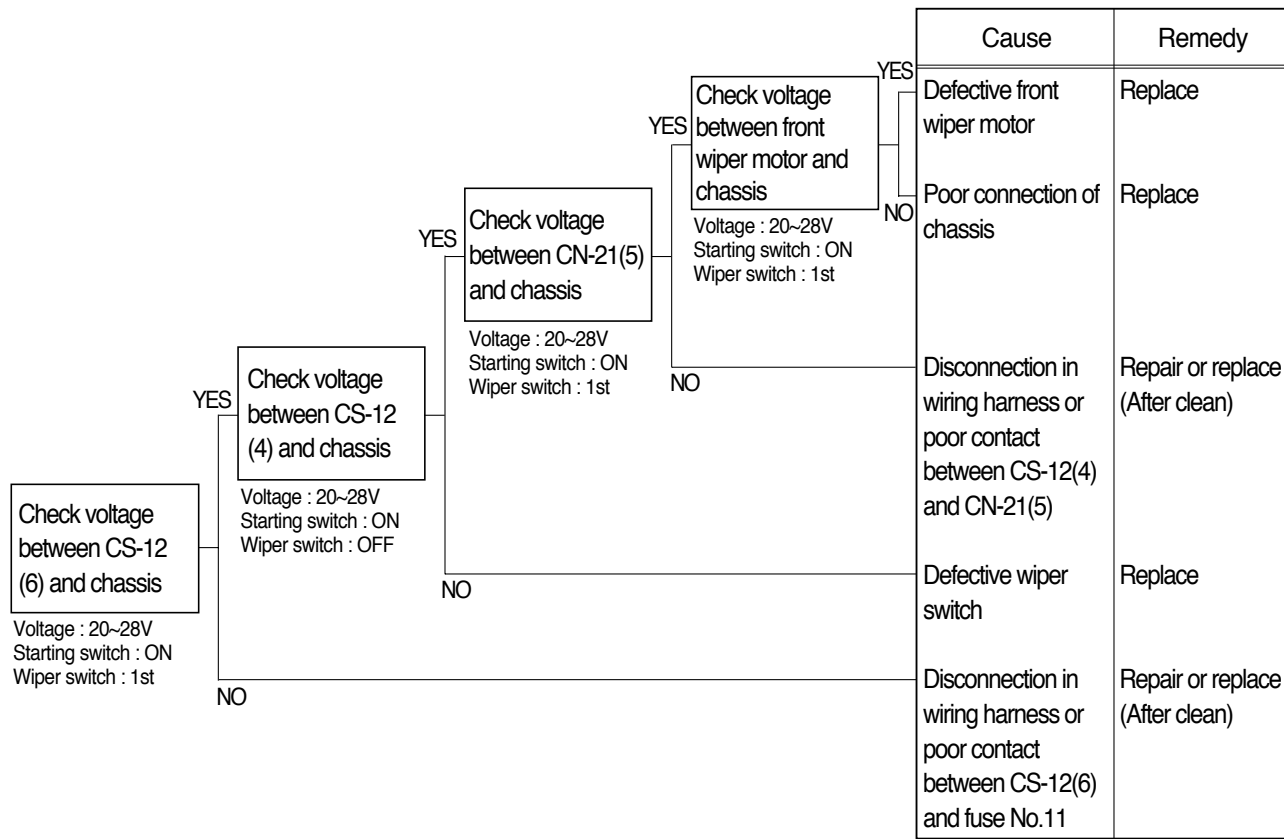 Check voltage
between CS-12
(6) and chassis
Voltage : 20~28V
Starting switch : ON
Wiper switch : 1st
YES
NO
Check voltage
between CS-12
(4) and chassis
Voltage : 20~28V
Starting switch : ON
Wiper switch : OFF
YES
NO
Check voltage
between CN-21(5)
and chassis
Voltage : 20~28V
Starting switch : ON
Wiper switch : 1st
YES
NO
Check voltage
between front
wiper motor and
chassis
Voltage : 20~28V
Starting switch : ON
Wiper switch : 1st
YES
NO
Cause Remedy
Defective front Replace
wiper motor
Poor connection of Replace
chassis
Disconnection in Repair or replace
wiring harness or (After clean)
poor contact
between CS-12(4)
and CN-21(5)
Defective wiper Replace
switch
Disconnection in Repair or replace
wiring harness or (After clean)
poor contact
between CS-12(6)
and fuse No.11